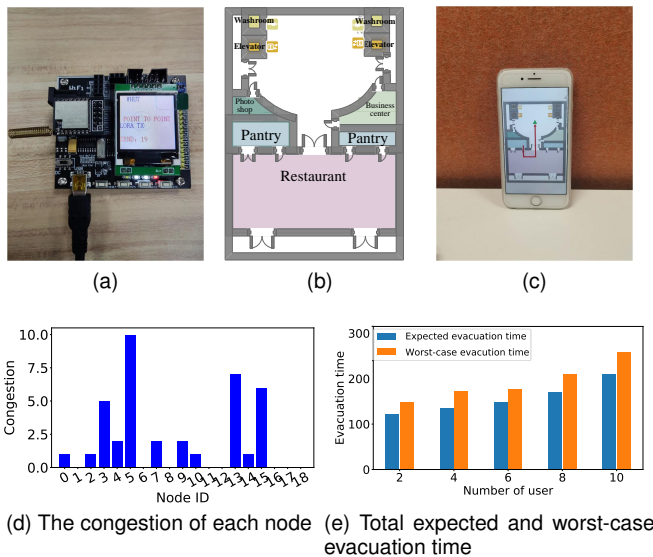 WiFi
WHUT
POINT TO POINT
LORA TX
SEND: 19
Washroom
Washroom
Elevator
Elevator
Photo
shop
Business
center
Pantry
Pantry
Restaurant
(a)
(b)
(c)
10.0
7.5
5.0
2.5
0.0
Congestion
0 1 2 3 4 5 6 7 8 9 10 11 12 13 14 15 16 17 18
Node ID
(d) The congestion of each node
300
200
100
0
Evacuation time
Expected evacuation time
Worst-case evacution time
2 4 6 8 10
Number of user
(e) Total expected and worst-case
evacuation time